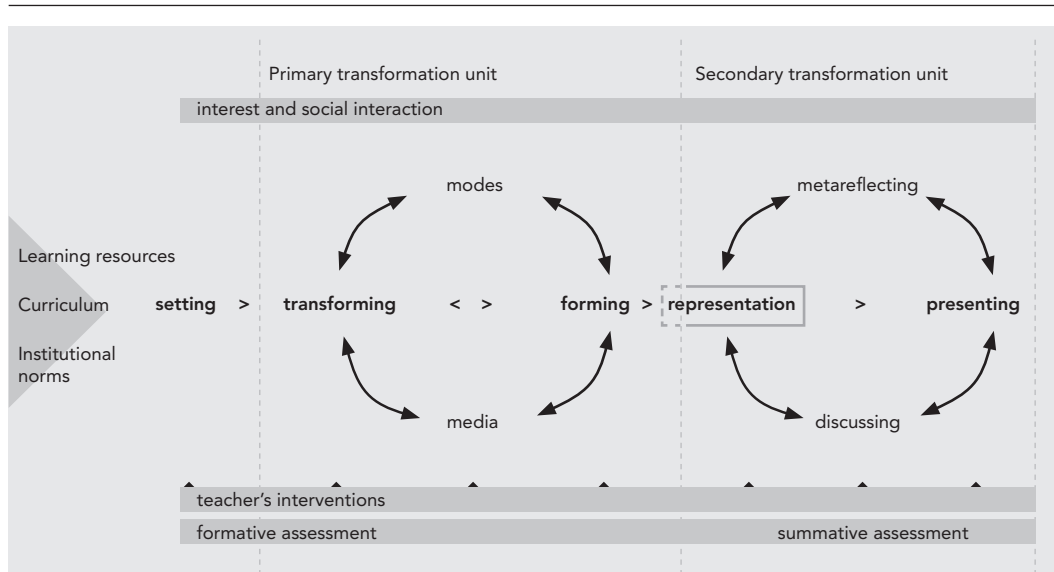 Primary transformation unit Secondary transformation unit
interest and social interaction
modes metareflecting
Learning resources
Curriculum setting > transforming < > forming > representation > presenting
Institutional
norms
media discussing
teacher's interventions
formative assessment summative assessment